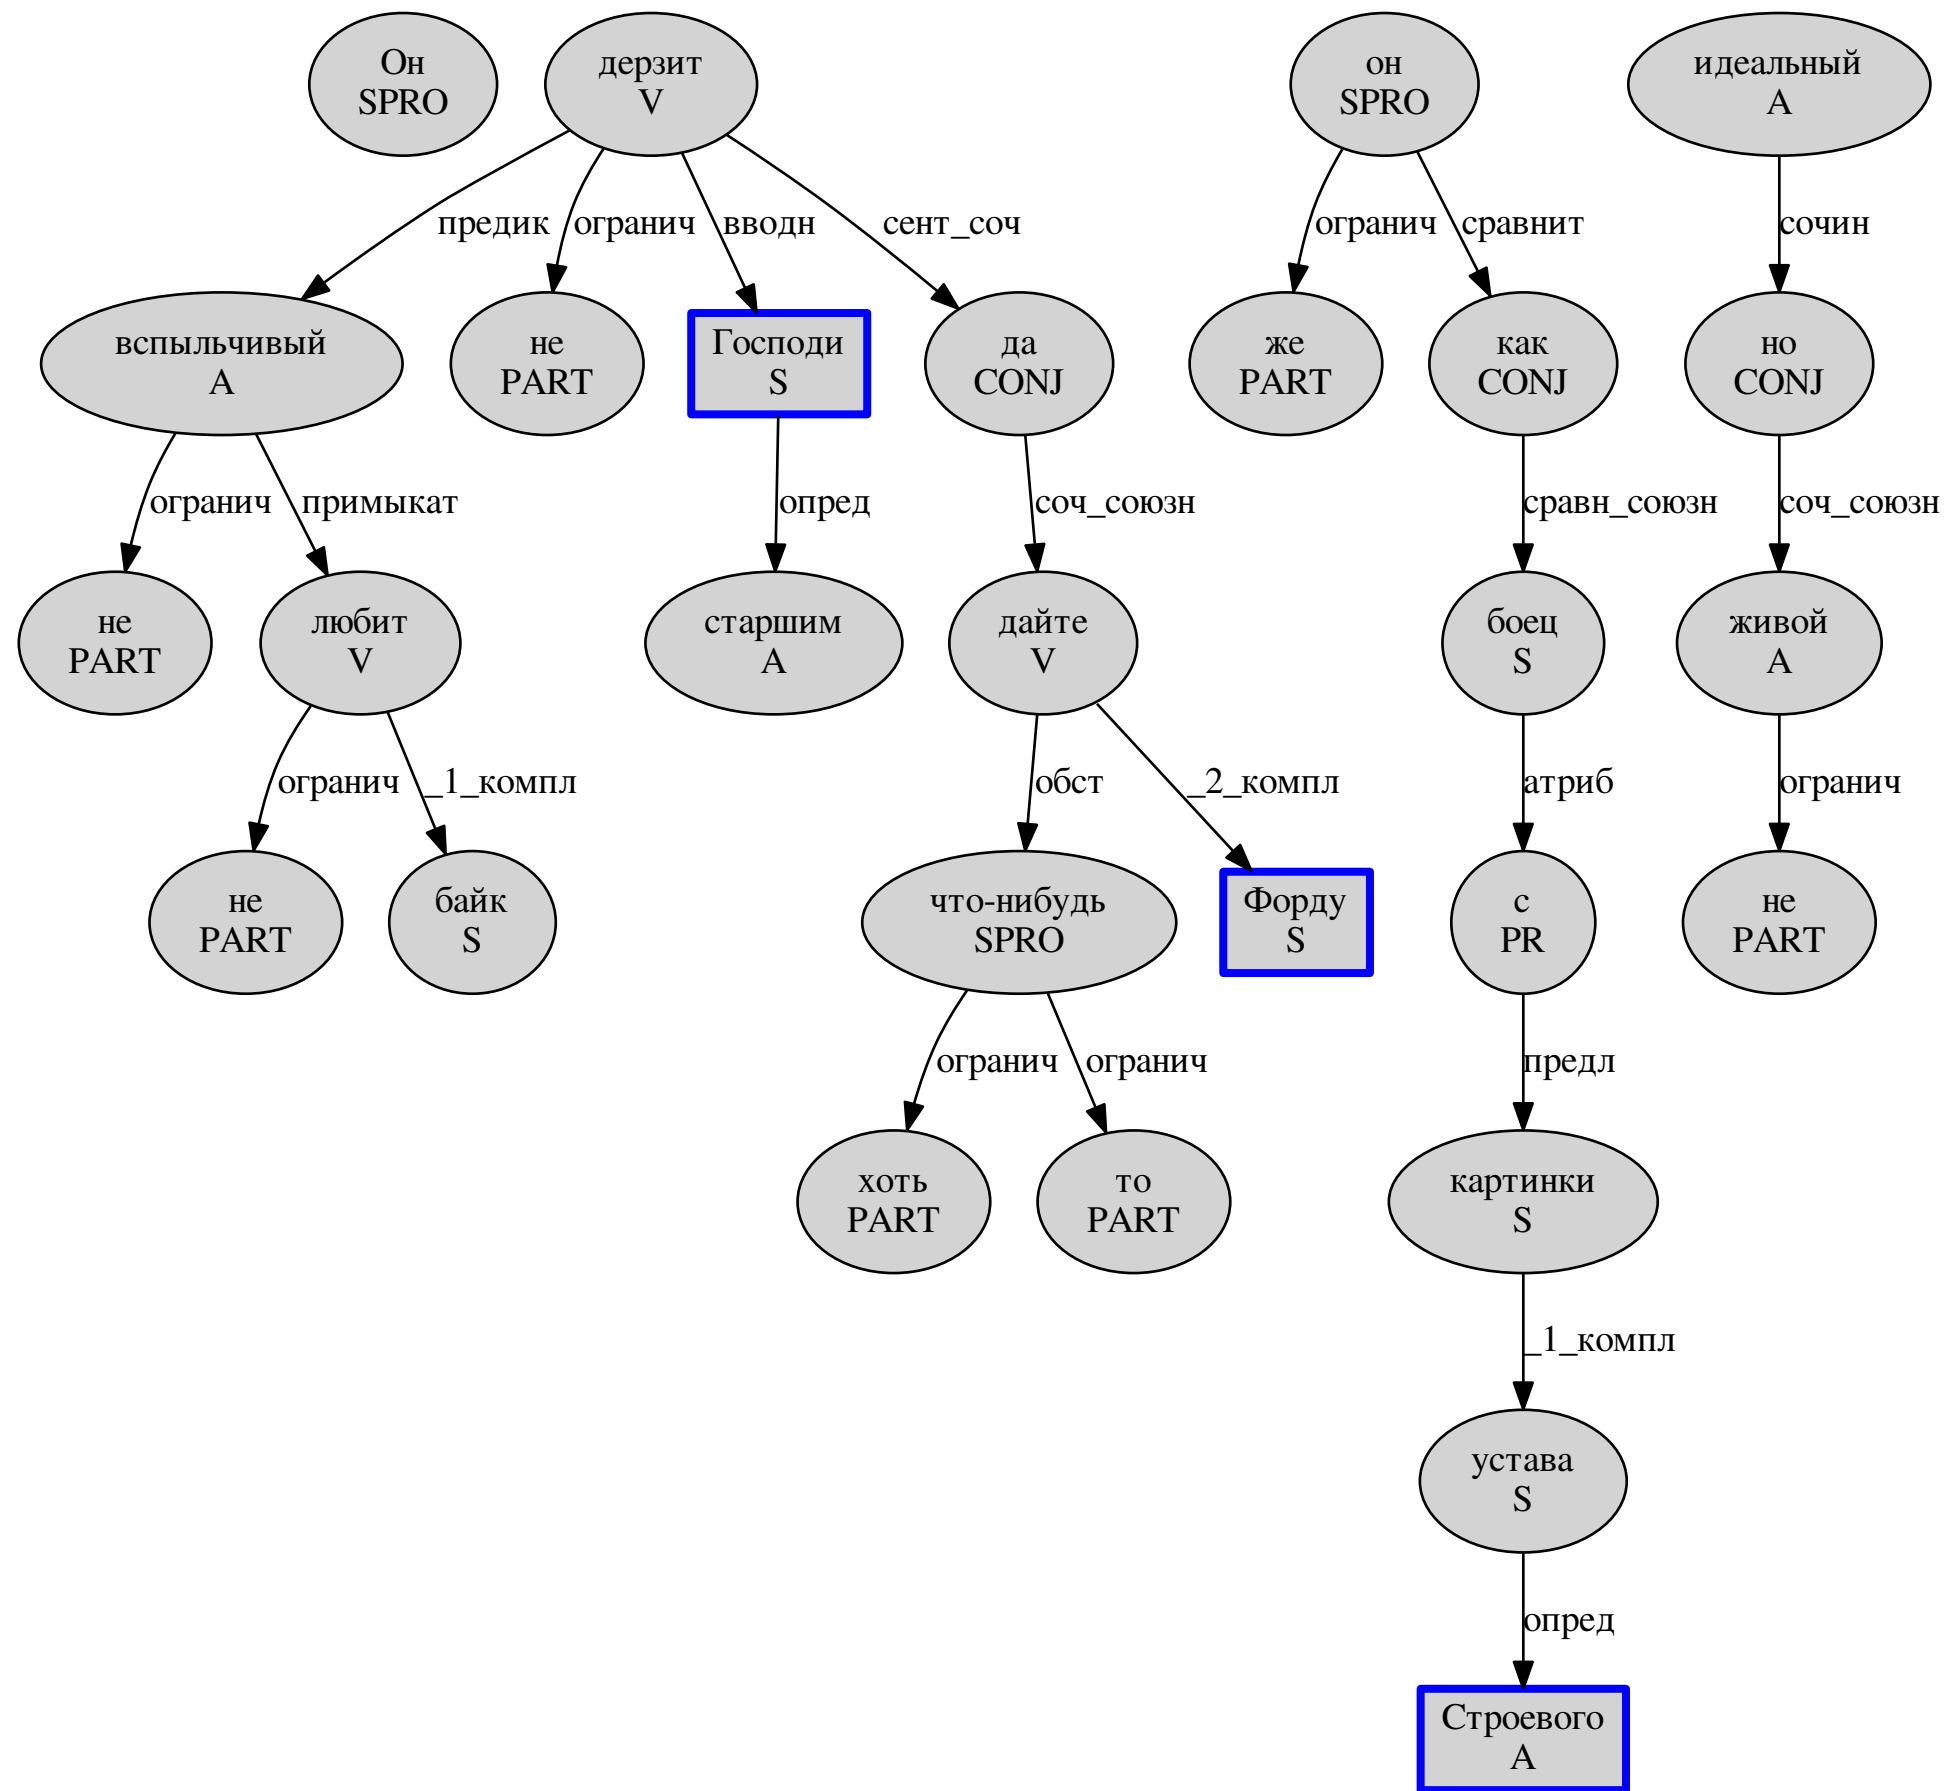 Он
SPRO
дерзит
V
он
SPRO
идеальный
A
предик
огранич
вводн
сент_соч
огранич
сравнит
сочин
вспыльчивый
A
не
PART
Господи
S
да
CONJ
же
PART
как
CONJ
но
CONJ
огранич
примыкат
опред
соч_союзн
сравн_союзн
соч_союзн
не
PART
любит
V
старшим
A
дайте
V
боец
S
живой
A
огранич
_1_компл
обст
_2_компл
атриб
огранич
не
PART
байк
S
что-нибудь
SPRO
Форду
S
с
PR
не
PART
огранич
огранич
предл
хоть
PART
то
PART
картинки
S
_1_компл
устава
S
опред
Строевого
A